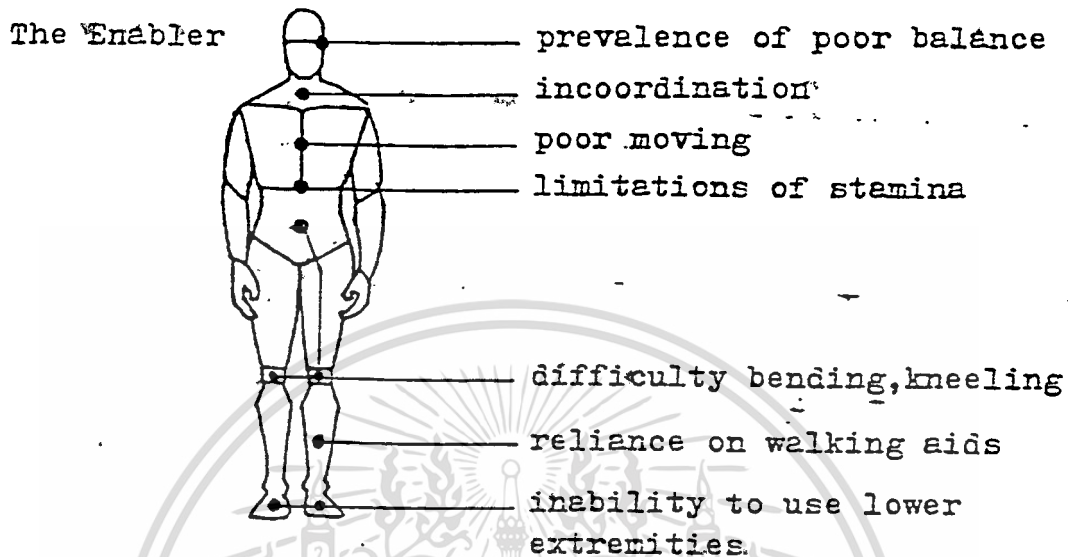 The Enabler
prevalence of poor balance
incoordination
poor moving
limitations of stamina
difficulty bending,kneeling
reliance on walking aids
inability to use lower
extremities.